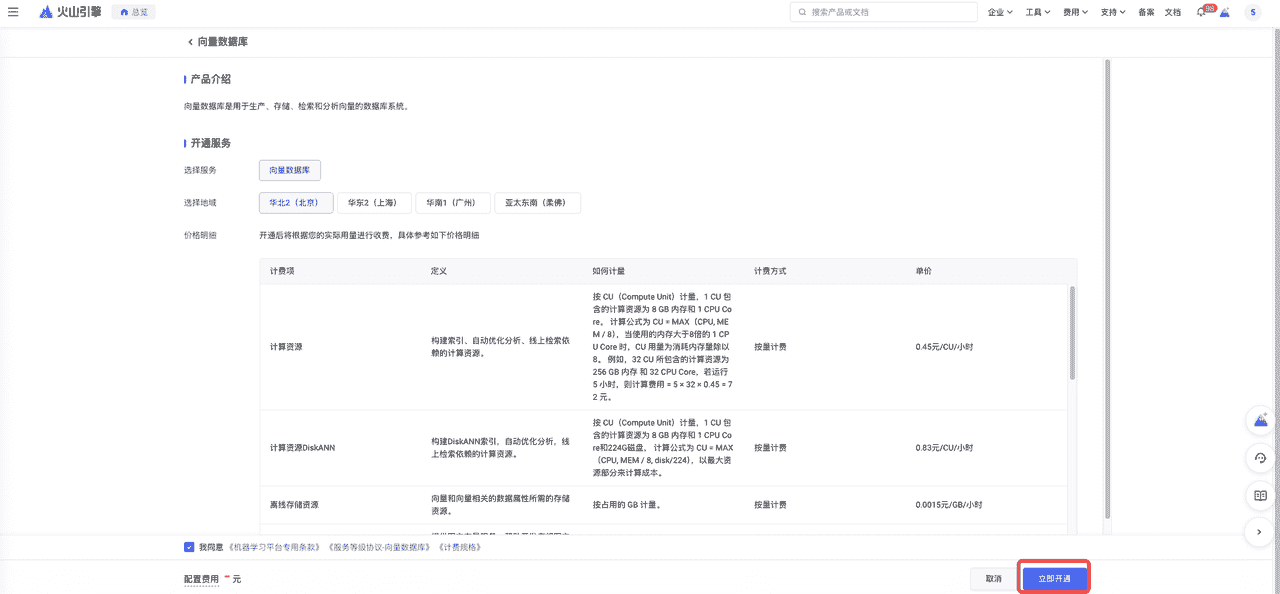 火山引擎
总览
搜索产品或文档
企业
工具
费用
支持
备案
文档
98
S
向量数据库
产品介绍
向量数据库是用于生产、存储、检索和分析向量的数据库系统。
开通服务
选择服务
向量数据库
选择地域
华北2（北京）
华东2（上海）
华南1（广州）
亚太东南（柔佛）
价格明细
开通后将根据您的实际用量进行收费，具体参考如下价格明细
计费项
定义
如何计量
计费方式
单价
计算资源
构建索引、自动优化分析、线上检索依
赖的计算资源。
按 CU（Compute Unit）计量，1 CU 包
含的计算资源为 8 GB 内存和 1 CPU Co
re。 计算公式为 CU = MAX（CPU, ME
M / 8），当使用的内存大于8倍的 1 CP
U Core 时，CU 用量为消耗内存量除以
8。 例如，32 CU 所包含的计算资源为
256 GB 内存 和 32 CPU Core，若运行
5 小时，则计算费用 = 5 × 32 × 0.45 = 7
2 元。
按量计费
0.45元/CU/小时
计算资源DiskANN
构建DiskANN索引，自动优化分析，线
上检索依赖的计算资源。
按 CU（Compute Unit）计量，1 CU 包
含的计算资源为 8 GB 内存和 1 CPU Co
re和224G磁盘， 计算公式为 CU = MAX
（CPU, MEM / 8, disk/224），以最大资
源部分来计算成本。
按量计费
0.83元/CU/小时
离线存储资源
向量和向量相关的数据属性所需的存储
资源。
按占用的 GB 计量。
按量计费
0.0015元/GB/小时
我同意 《机器学习平台专用条款》 《服务等级协议-向量数据库》 《计费规格》
配置费用 -- 元
取消
立即开通